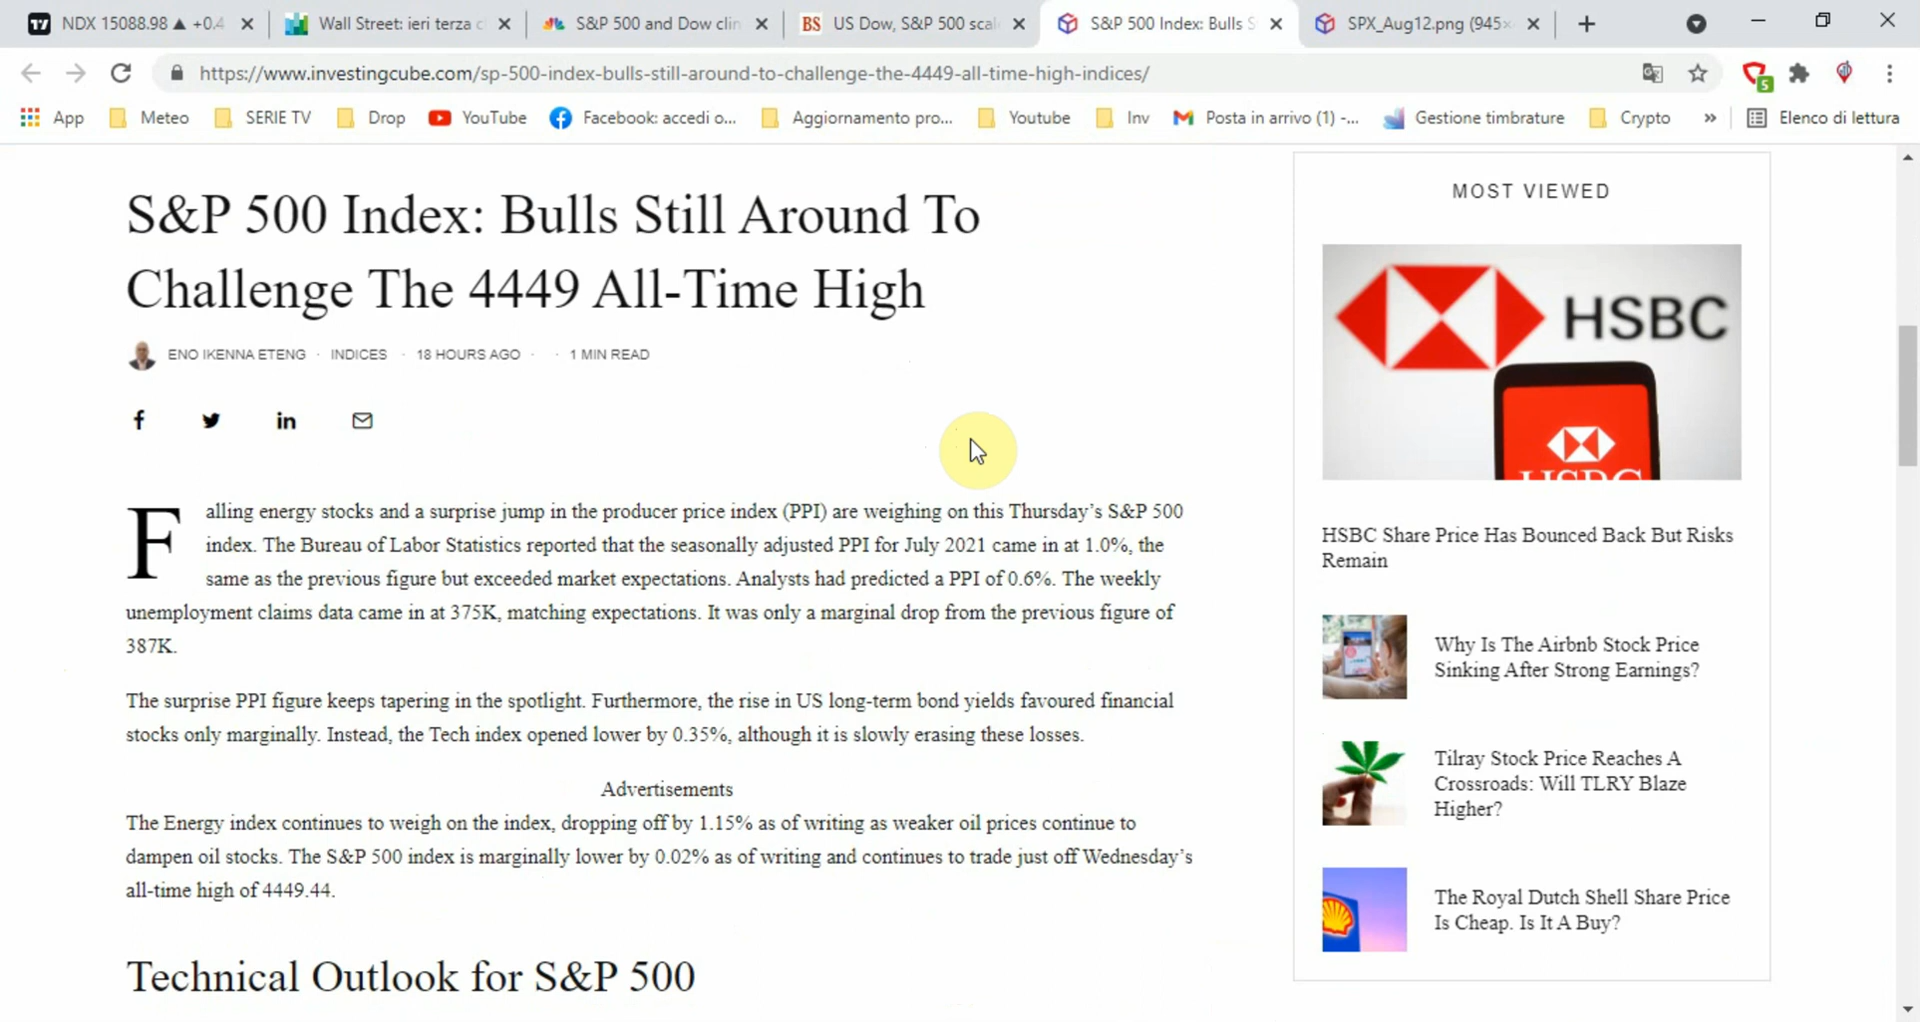 NDX 15088.98 ▲ +0.4
Wall Street: ieri terza c
S&P 500 and Dow clin
BS US Dow, S&P 500 scal
S&P 500 Index: Bulls S
SPX_Aug12.png (945×
https://www.investingcube.com/sp-500-index-bulls-still-around-to-challenge-the-4449-all-time-high-indices/
5
App
Meteo
SERIE TV
Drop
YouTube
Facebook: accedi o...
Aggiornamento pro...
Youtube
Inv
Posta in arrivo (1) -...
Gestione timbrature
Crypto
»
Elenco di lettura
S&P 500 Index: Bulls Still Around To
Challenge The 4449 All-Time High
ENO IKENNA ETENG · INDICES · 18 HOURS AGO · · 1 MIN READ
Falling energy stocks and a surprise jump in the producer price index (PPI) are weighing on this Thursday’s S&P 500
index. The Bureau of Labor Statistics reported that the seasonally adjusted PPI for July 2021 came in at 1.0%, the
same as the previous figure but exceeded market expectations. Analysts had predicted a PPI of 0.6%. The weekly
unemployment claims data came in at 375K, matching expectations. It was only a marginal drop from the previous figure of
387K.
The surprise PPI figure keeps tapering in the spotlight. Furthermore, the rise in US long-term bond yields favoured financial
stocks only marginally. Instead, the Tech index opened lower by 0.35%, although it is slowly erasing these losses.
Advertisements
The Energy index continues to weigh on the index, dropping off by 1.15% as of writing as weaker oil prices continue to
dampen oil stocks. The S&P 500 index is marginally lower by 0.02% as of writing and continues to trade just off Wednesday’s
all-time high of 4449.44.
Technical Outlook for S&P 500
MOST VIEWED
HSBC
HSBC
HSBC Share Price Has Bounced Back But Risks
Remain
Why Is The Airbnb Stock Price
Sinking After Strong Earnings?
Tilray Stock Price Reaches A
Crossroads: Will TLRY Blaze
Higher?
The Royal Dutch Shell Share Price
Is Cheap. Is It A Buy?